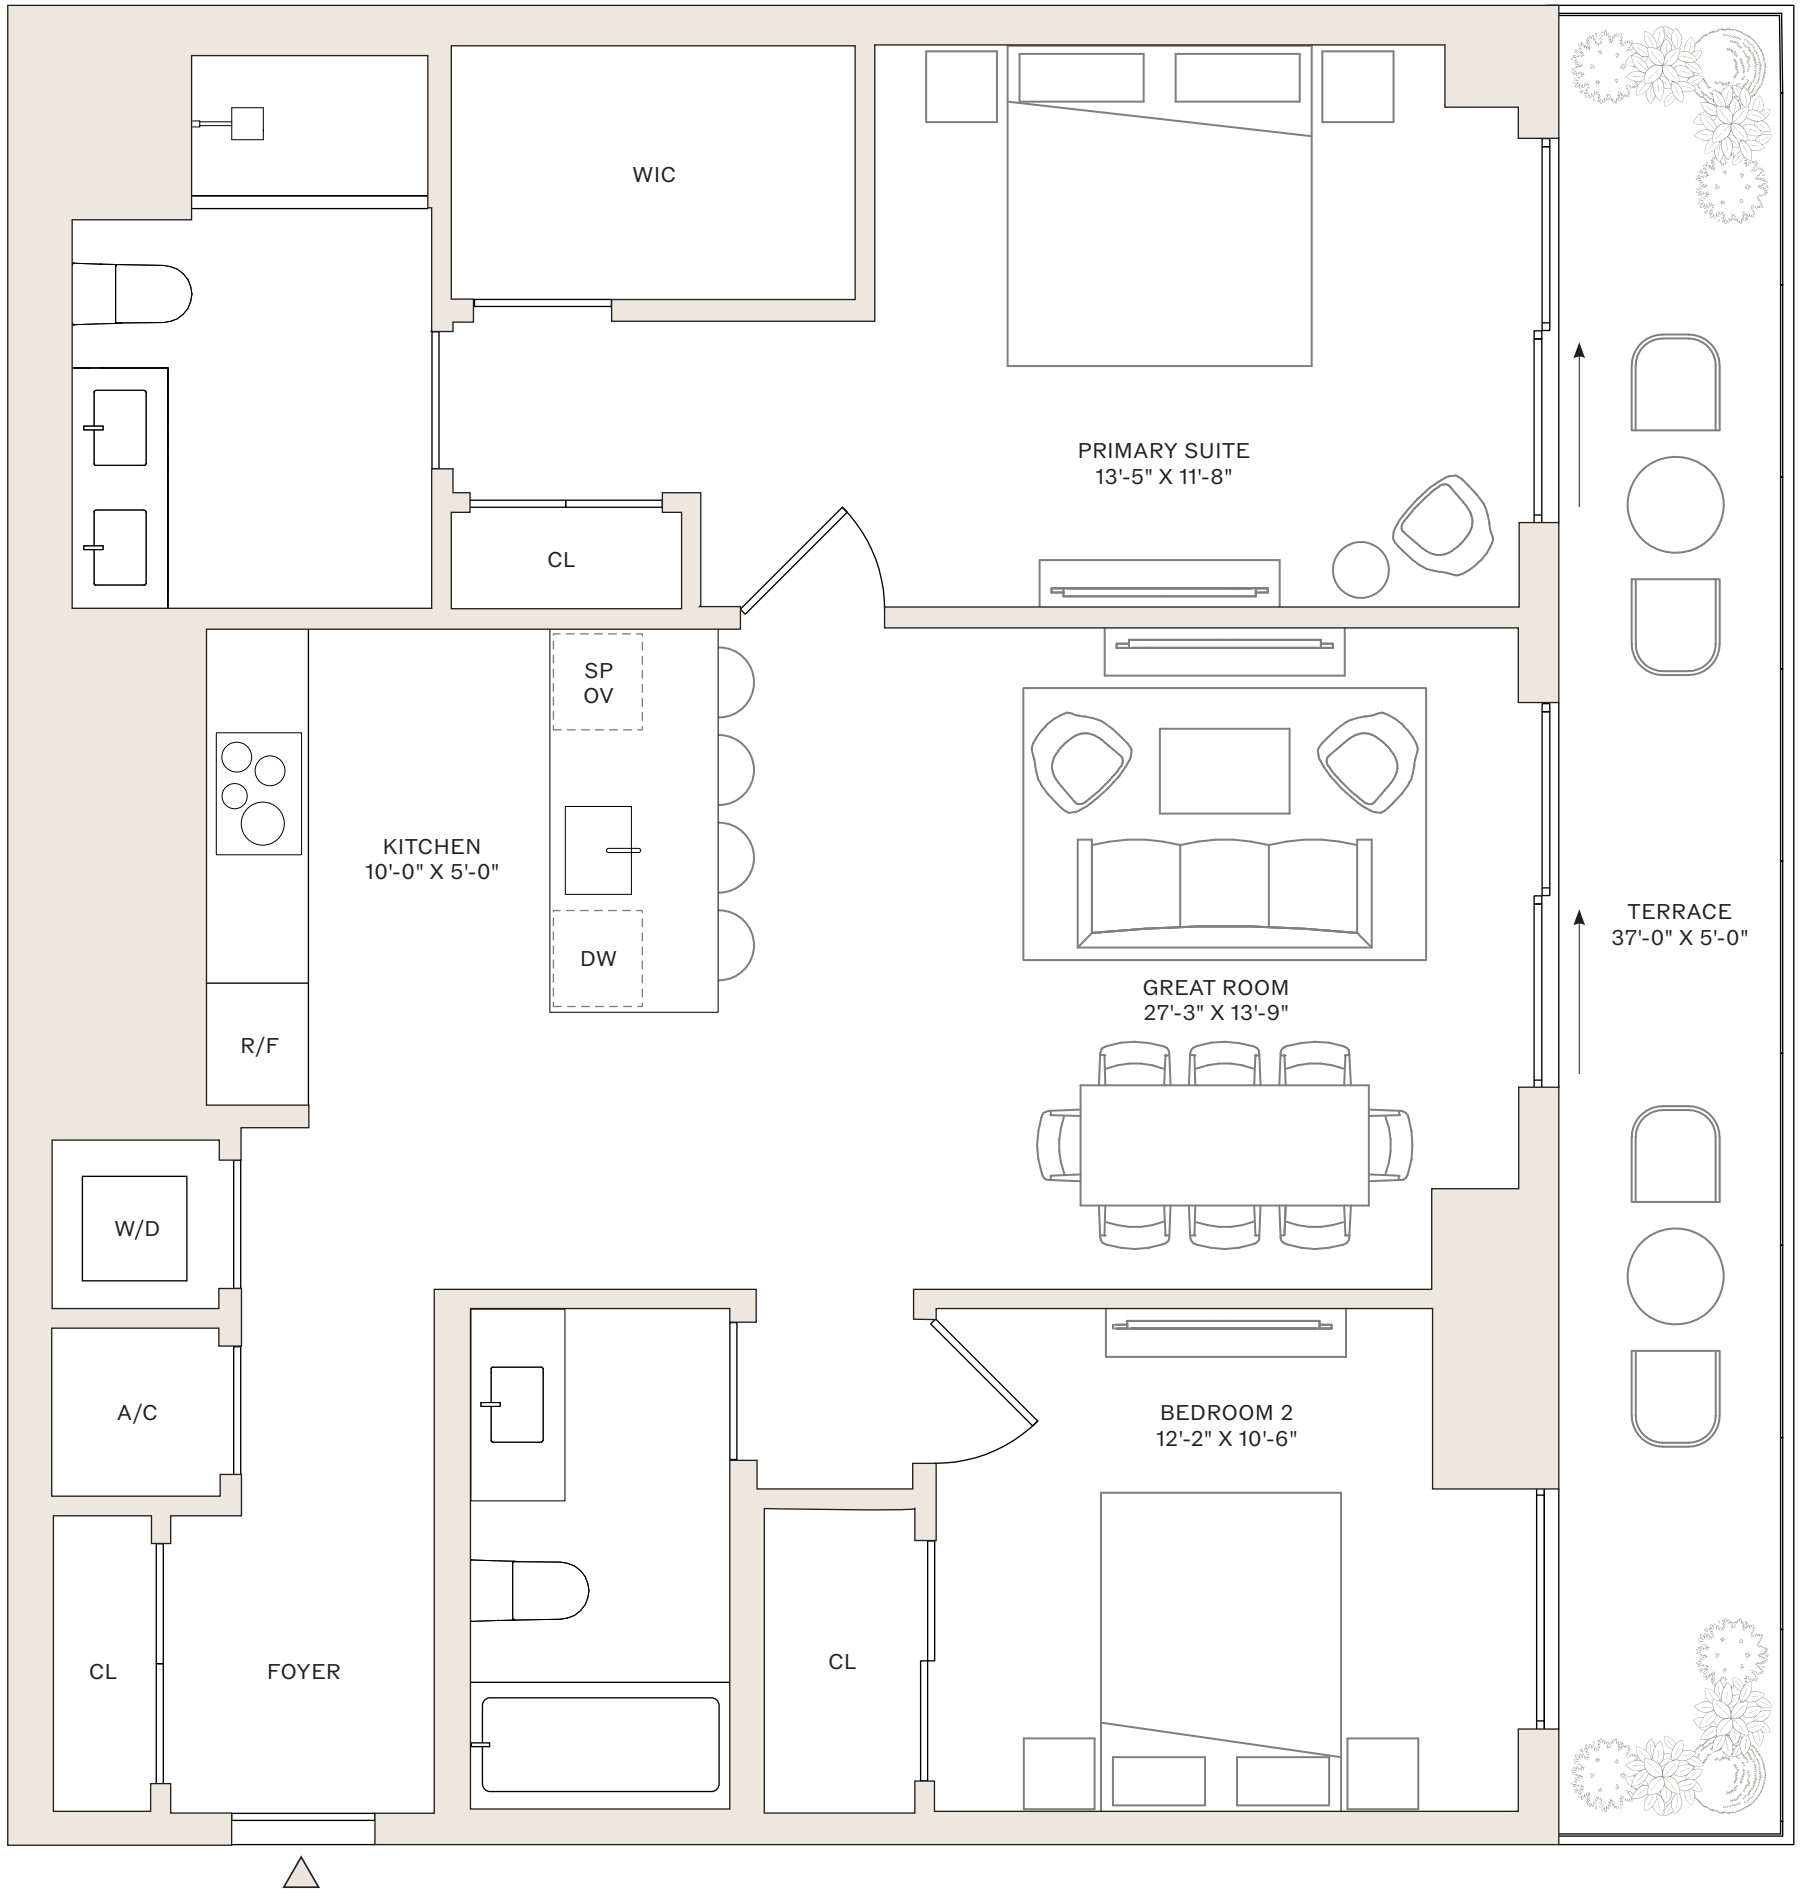 WIC
PRIMARY SUITE
13'-5" X 11'-8"
CL
SP
OV
KITCHEN
10'-0" X 5'-0"
DW
R/F
GREAT ROOM
27'-3" X 13'-9"
TERRACE
37'-0" X 5'-0"
W/D
A/C
BEDROOM 2
12'-2" X 10'-6"
CL
FOYER
CL